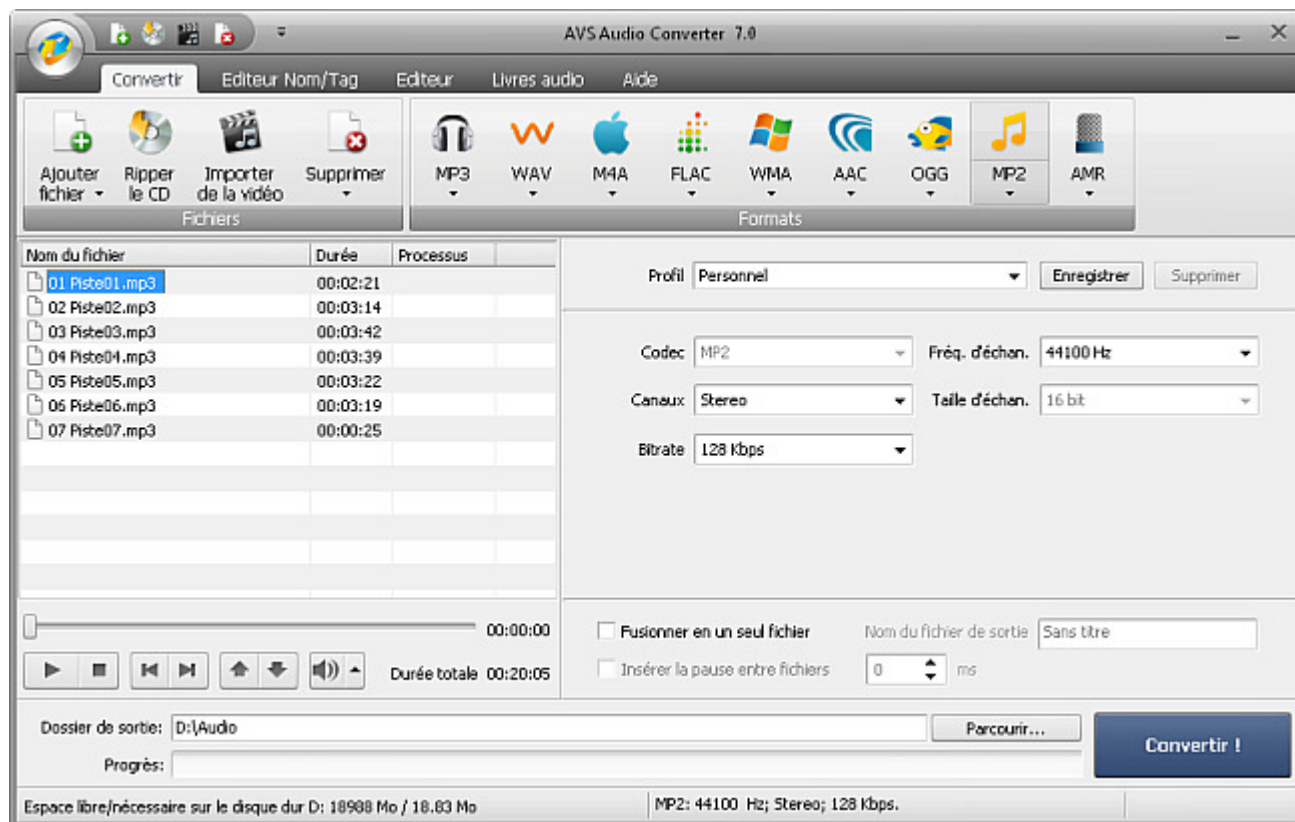 AVS Audio Converter 7.0
Convertir Editeur Nom/Tag Editeur Livres audio Aide
Ajouter fichier
Ripper le CD
Importer de la vidéo
Supprimer
Fichiers
MP3 WAV M4A FLAC WMA AAC OGG MP2 AMR
Formats
Nom du fichier Durée Processus
01 Piste01.mp3 00:02:21
02 Piste02.mp3 00:03:14
03 Piste03.mp3 00:03:42
04 Piste04.mp3 00:03:39
05 Piste05.mp3 00:03:22
06 Piste06.mp3 00:03:19
07 Piste07.mp3 00:00:25
00:00:00
Durée totale 00:20:05
Profil Personnel Enregistrer Supprimer
Codec MP2 Fréq. d'échan. 44100 Hz
Canaux Stereo Taille d'échan. 16 bit
Bitrate 128 Kbps
Fusionner en un seul fichier Nom du fichier de sortie Sans titre
Insérer la pause entre fichiers 0 ms
Dossier de sortie: D:\Audio Parcourir...
Progrès:
Convertir !
Espace libre/nécessaire sur le disque dur D: 18988 Mo / 18.83 Mo
MP2: 44100 Hz; Stereo; 128 Kbps.